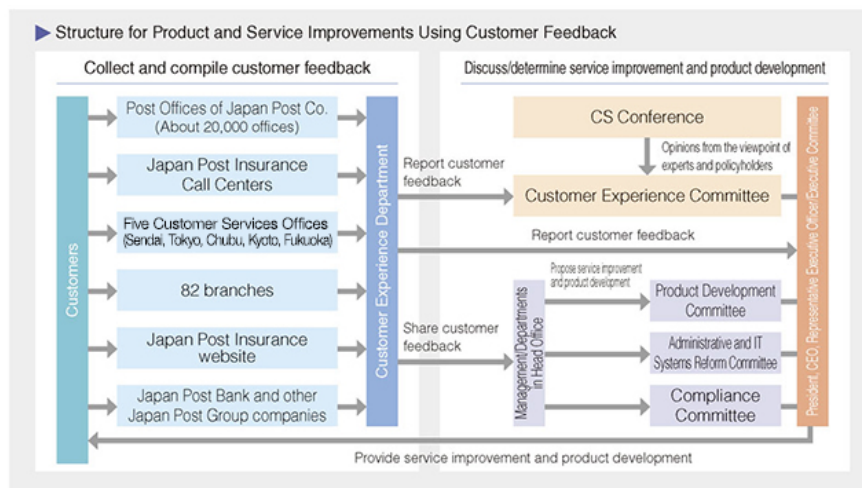 Structure for Product and Service Improvements Using Customer Feedback
Collect and compile customer feedback
Customers
Post Offices of Japan Post Co.
(About 20,000 offices)
Japan Post Insurance
Call Centers
Five Customer Services Offices
(Sendai, Tokyo, Chubu, Kyoto, Fukuoka)
82 branches
Japan Post Insurance
website
Japan Post Bank and other
Japan Post Group companies
Customer Experience Department
Report customer
feedback
Share customer
feedback
Discuss/determine service improvement and product development
CS Conference
Opinions from the viewpoint of
experts and policyholders
Customer Experience Committee
Report customer feedback
Management/Departments
in Head Office
Propose service improvement
and product development
Product Development
Committee
Administrative and IT
Systems Reform Committee
Compliance
Committee
President, CEO, Representative Executive Officer/Executive Committee
Provide service improvement and product development